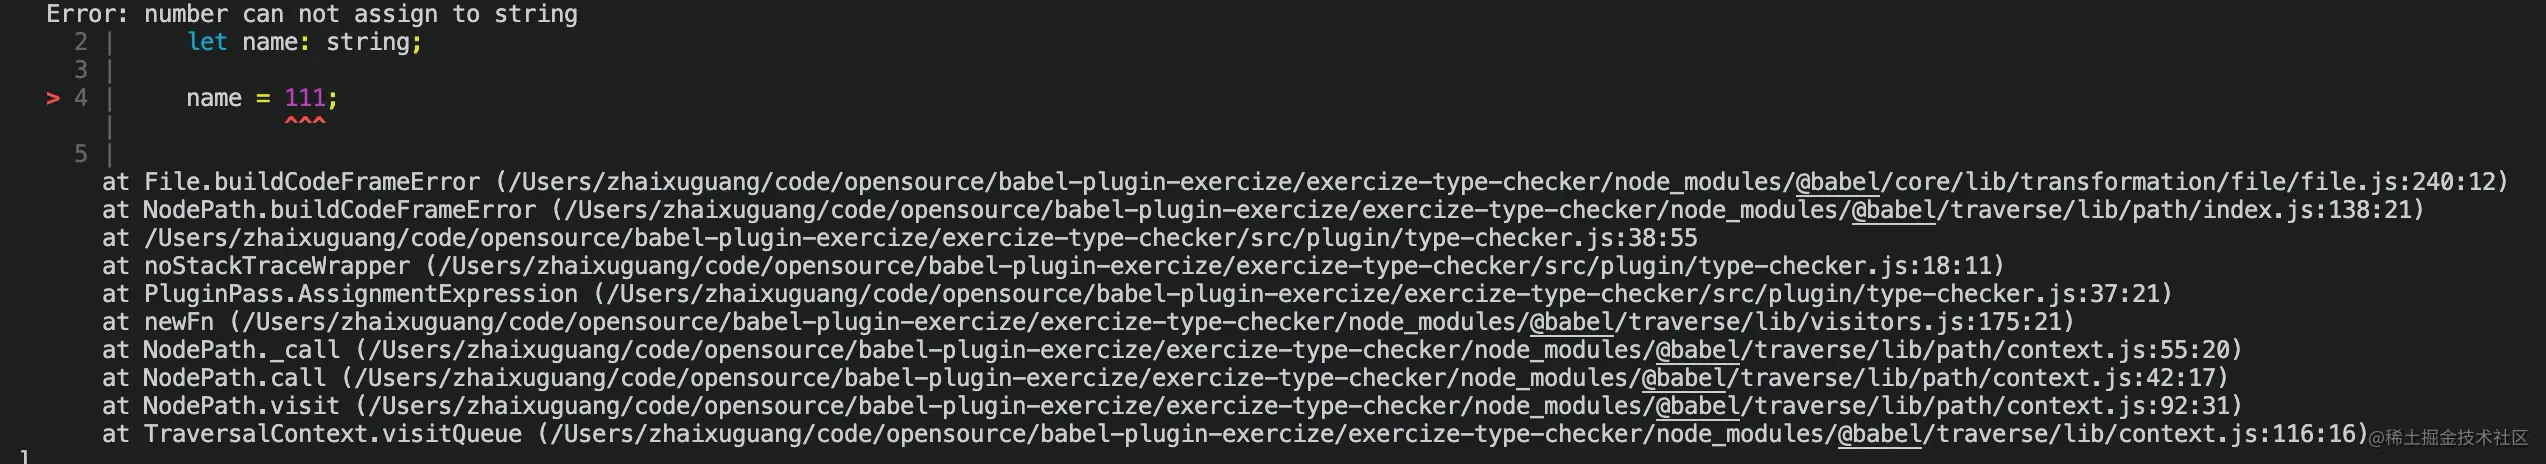 Error: number can not assign to string
  2 |     let name: string;
  3 |
> 4 |     name = 111;
    |            ^^^
  5 |
    at File.buildCodeFrameError (/Users/zhaixuguang/code/opensource/babel-plugin-exercize/exercize-type-checker/node_modules/@babel/core/lib/transformation/file/file.js:240:12)
    at NodePath.buildCodeFrameError (/Users/zhaixuguang/code/opensource/babel-plugin-exercize/exercize-type-checker/node_modules/@babel/traverse/lib/path/index.js:138:21)
    at /Users/zhaixuguang/code/opensource/babel-plugin-exercize/exercize-type-checker/src/plugin/type-checker.js:38:55
    at noStackTraceWrapper (/Users/zhaixuguang/code/opensource/babel-plugin-exercize/exercize-type-checker/src/plugin/type-checker.js:18:11)
    at PluginPass.AssignmentExpression (/Users/zhaixuguang/code/opensource/babel-plugin-exercize/exercize-type-checker/src/plugin/type-checker.js:37:21)
    at newFn (/Users/zhaixuguang/code/opensource/babel-plugin-exercize/exercize-type-checker/node_modules/@babel/traverse/lib/visitors.js:175:21)
    at NodePath._call (/Users/zhaixuguang/code/opensource/babel-plugin-exercize/exercize-type-checker/node_modules/@babel/traverse/lib/path/context.js:55:20)
    at NodePath.call (/Users/zhaixuguang/code/opensource/babel-plugin-exercize/exercize-type-checker/node_modules/@babel/traverse/lib/path/context.js:42:17)
    at NodePath.visit (/Users/zhaixuguang/code/opensource/babel-plugin-exercize/exercize-type-checker/node_modules/@babel/traverse/lib/path/context.js:92:31)
    at TraversalContext.visitQueue (/Users/zhaixuguang/code/opensource/babel-plugin-exercize/exercize-type-checker/node_modules/@babel/traverse/lib/context.js:116:16)
@稀土掘金技术社区
]